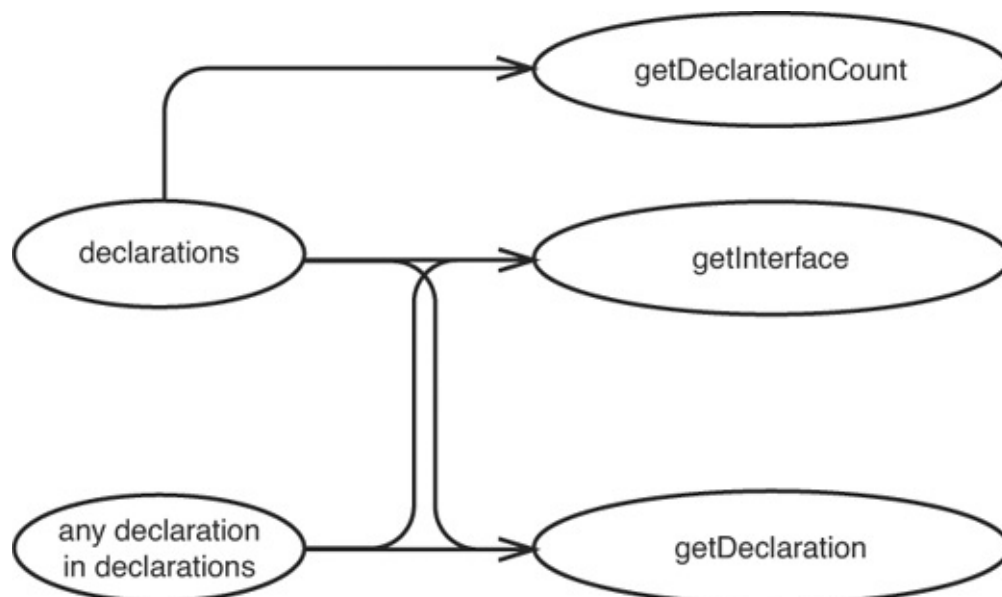 getDeclarationCount
declarations
getInterface
any declaration
in declarations
getDeclaration